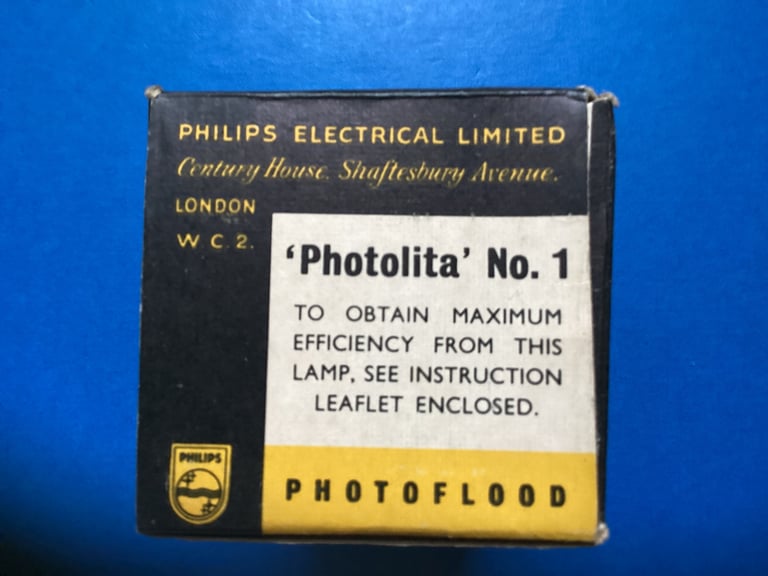 PHILIPS ELECTRICAL LIMITED
Century House, Shaftesbury Avenue,
LONDON
W C 2.
'Photolita' No. 1
TO OBTAIN MAXIMUM
EFFICIENCY FROM THIS
LAMP, SEE INSTRUCTION
LEAFLET ENCLOSED.
PHILIPS
PHOTOFLOOD